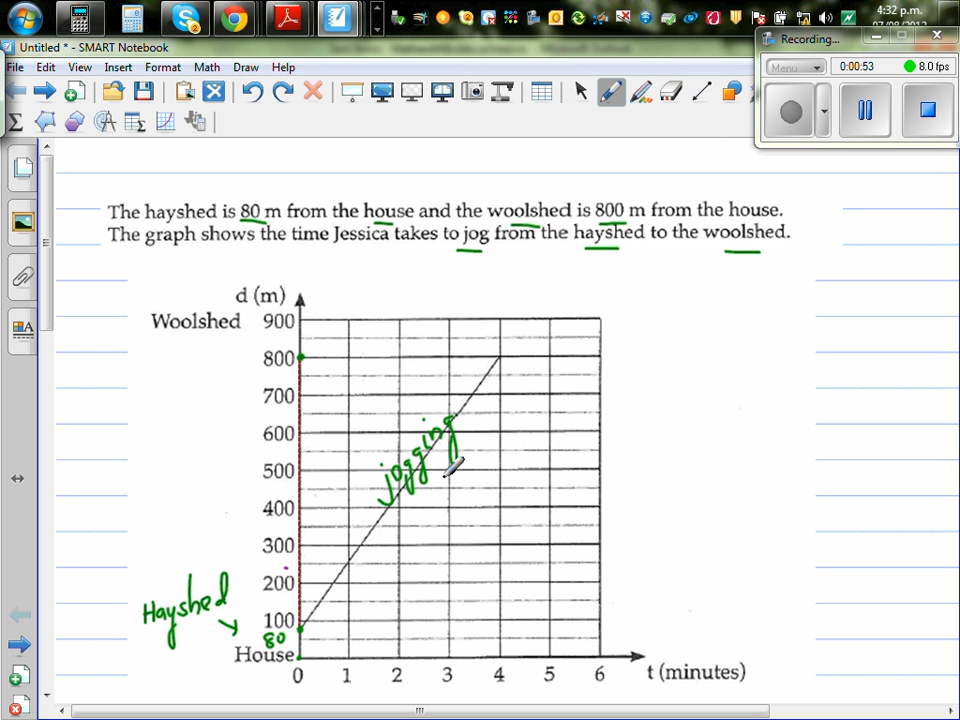 4:32 p.m.
07/08/2012
Untitled * - SMART Notebook
Recording...
File Edit View Insert Format Math Draw Help
Menu
0:00:53
8.0 fps
The hayshed is 80 m from the house and the woolshed is 800 m from the house.
The graph shows the time Jessica takes to jog from the hayshed to the woolshed.
d (m)
Woolshed 900
800
700
600
jogging
500
400
300
200
Hayshed
100
80
House
0 1 2 3 4 5 6 t (minutes)